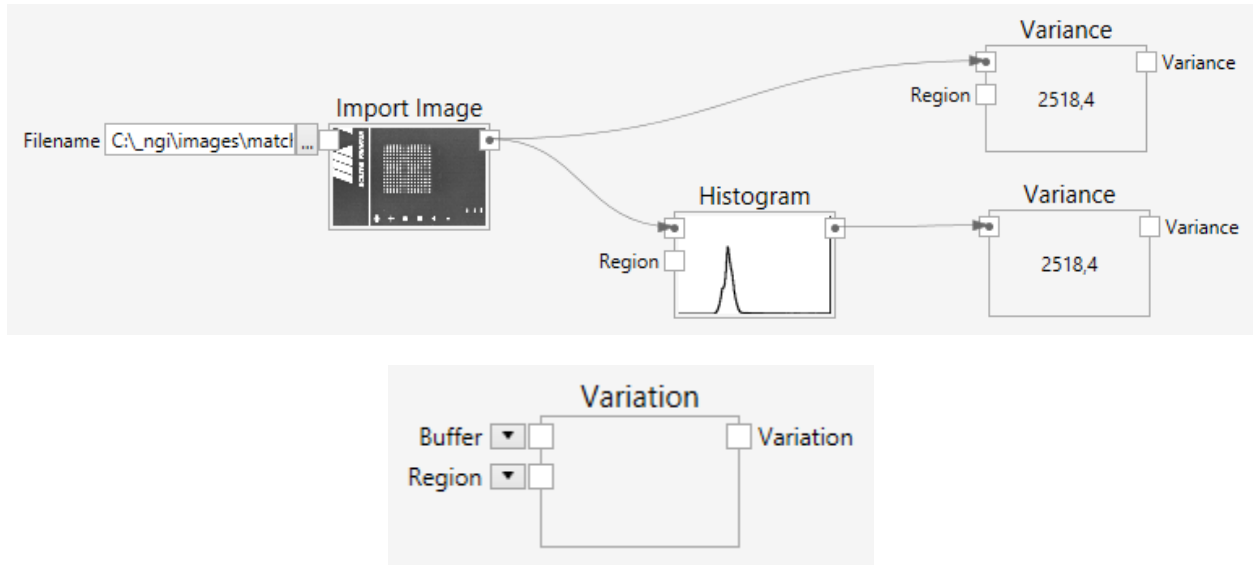 Variance
Variance
Region
2518,4
Import Image
Filename C:\_ngi\images\match ...
Histogram
Region
Variance
Variance
2518,4
Variation
Buffer
Variation
Region